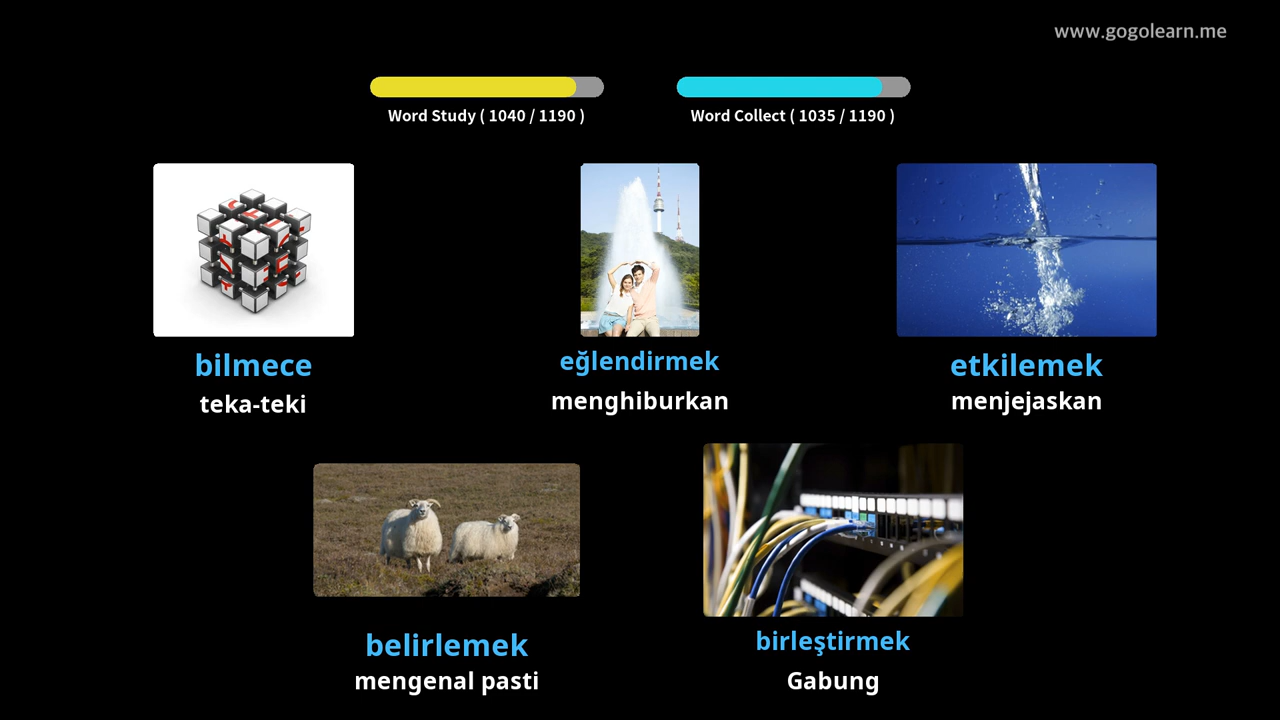 www.gogolearn.me
Word Study ( 1040 / 1190 )
Word Collect ( 1035 / 1190 )
bilmece
teka-teki
eğlendirmek
menghiburkan
etkilemek
menjejaskan
belirlemek
mengenal pasti
birleştirmek
Gabung